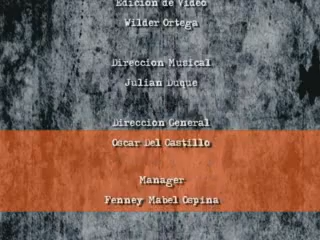 Edicion de Video
Wilder Ortega
Direccion Musical
Julian Duque
Direccion General
Oscar Del Castillo
Manager
Fenney Mabel Ospina